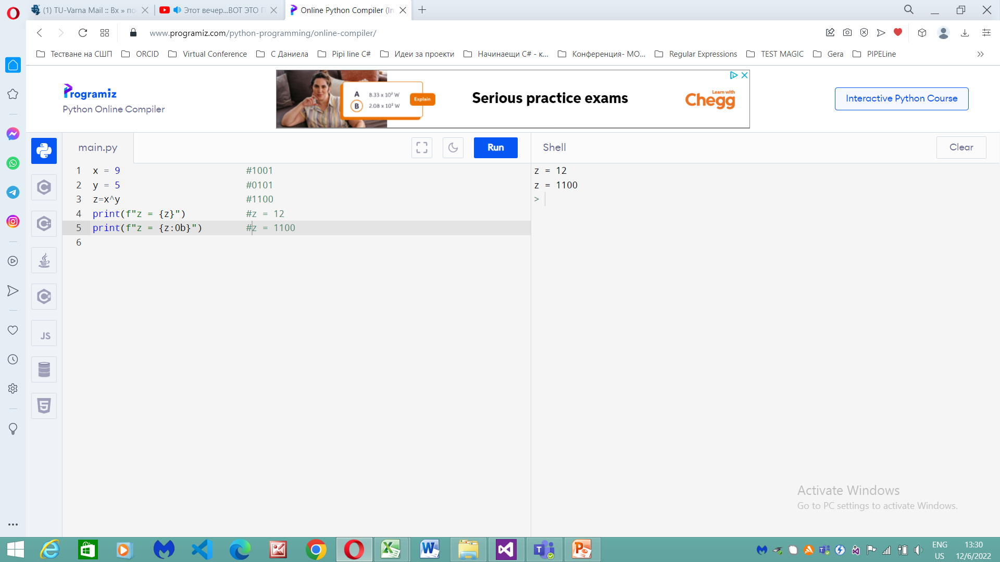 (1) TU-Varna Mail :: Вх » по
Этот вечер...ВОТ ЭТО П
Online Python Compiler (In
www.programiz.com/python-programming/online-compiler/
Тестване на СШП
ORCID
Virtual Conference
С Даниела
Pipi line C#
Идеи за проекти
Начинаещи C# - к...
Конференция- МО...
Regular Expressions
TEST MAGIC
Gera
PIPELine
Programiz
Python Online Compiler
A 8.33 x 10² W
B 2.08 x 10³ W
Explain
Serious practice exams
Learn with
Chegg
Interactive Python Course
main.py
Run
Shell
Clear
1 x = 9 #1001
2 y = 5 #0101
3 z=x^y #1100
4 print(f"z = {z}") #z = 12
5 print(f"z = {z:0b}") #z = 1100
6
z = 12
z = 1100
>
JS
Activate Windows
Go to PC settings to activate Windows.
ENG
US
13:30
12/6/2022